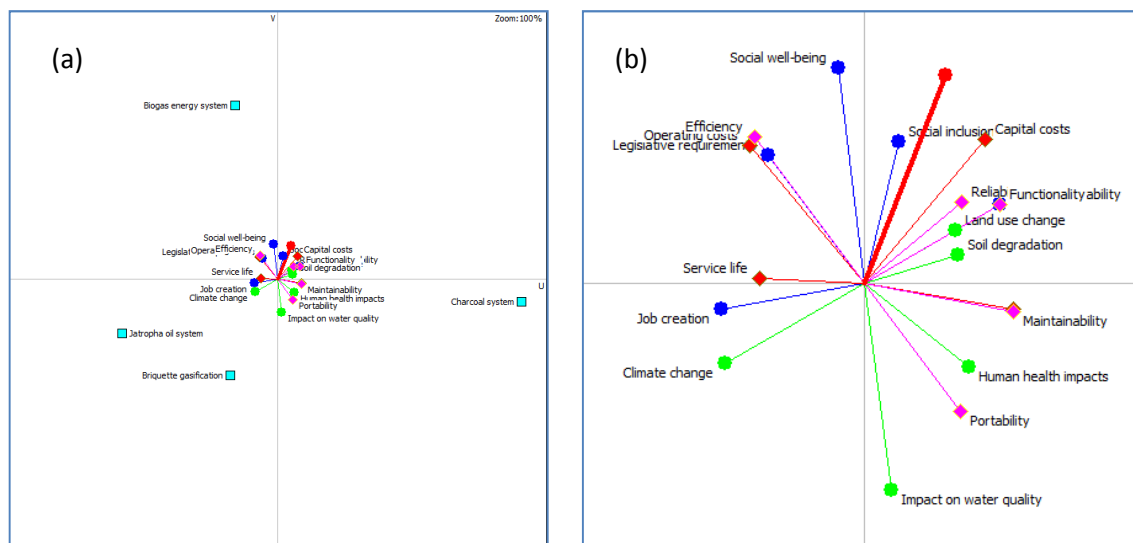 V
Zoom:100%
(a)
Biogas energy system
Social well-being
Efficiency
Capital costs
Functionality
Soil degradation
Service life
U
Job creation
Maintainability
Climate change
Human health impacts
Charcoal system
Portability
Impact on water quality
Jatropha oil system
Briquette gasification
(b)
Social well-being
Efficiency
Operating costs
Social inclusion
Capital costs
Legislative requirement
Reliab
Functionality
ability
Land use change
Soil degradation
Service life
Job creation
Maintainability
Climate change
Human health impacts
Portability
Impact on water quality